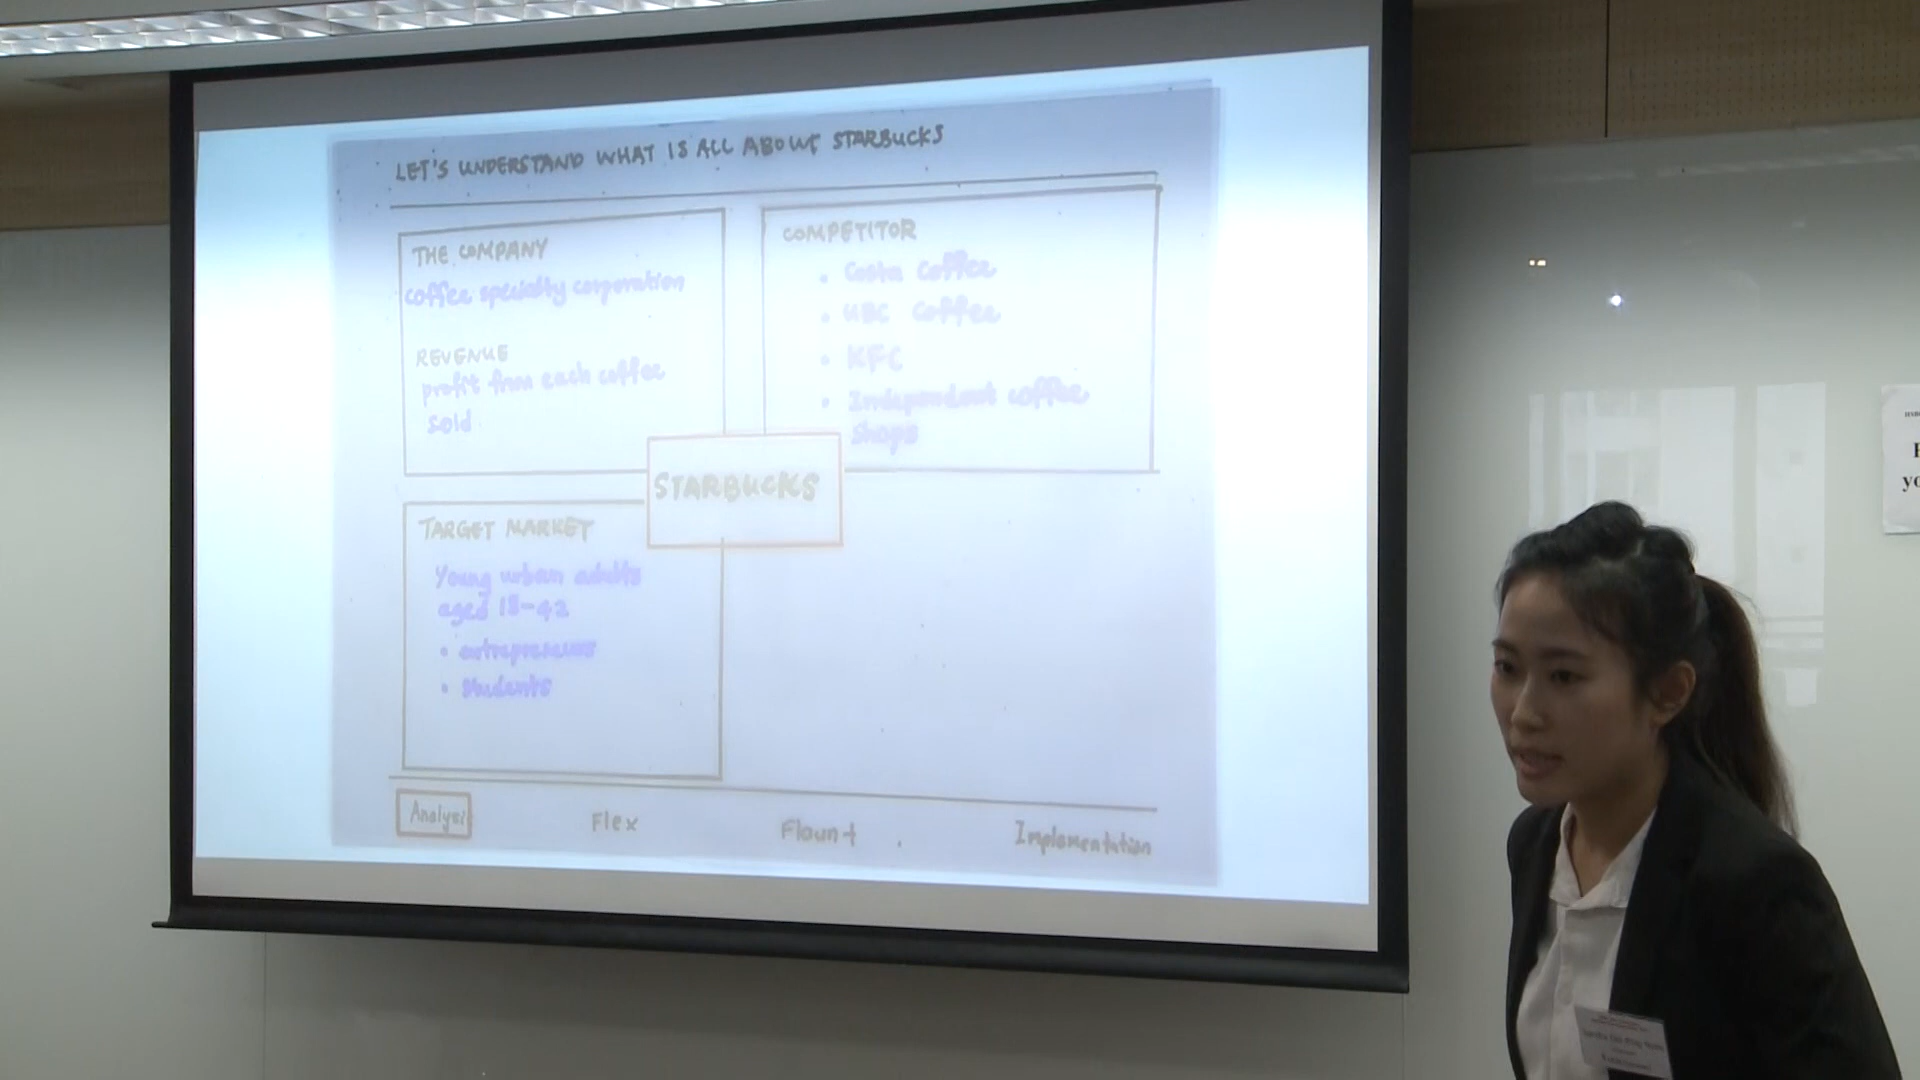 LET'S UNDERSTAND WHAT IS ALL ABOUT STARBUCKS
THE COMPANY
coffee specialty corporation
REVENUE
profit from each coffee
sold
COMPETITOR
• Costa Coffee
• UBC Coffee
• KFC
• Independent coffee
shops
STARBUCKS
TARGET MARKET
Young urban adults
aged 18-42
• entrepreneurs
• students
Analysis
Flex
Flaunt
Implementation